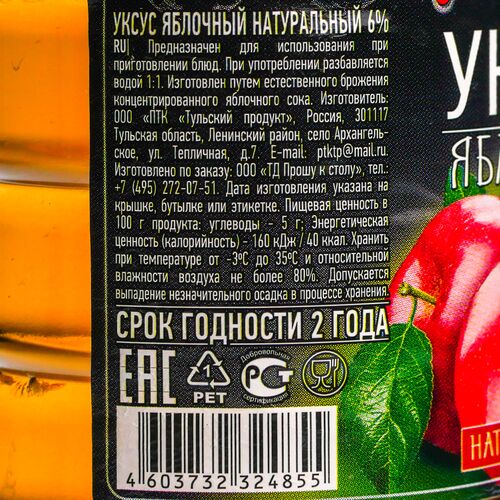 УКСУС ЯБЛОЧНЫЙ НАТУРАЛЬНЫЙ 6%
RU| Предназначен для использования при
приготовлении блюд. При употреблении разбавляется
водой 1:1. Изготовлен путем естественного брожения
концентрированного яблочного сока. Изготовитель:
ООО «ПТК «Тульский продукт», Россия, 301117
Тульская область, Ленинский район, село Архангель-
ское, ул. Тепличная, д.7. E-mail: ptktp@mail.ru.
Изготовлено по заказу: ООО «ТД Прошу к столу», тел.:
+7 (495) 272-07-51. Дата изготовления указана на
крышке, бутылке или этикетке. Пищевая ценность в
100 г продукта: углеводы - 5 г; Энергетическая
ценность (калорийность) - 160 кДж / 40 ккал. Хранить
при температуре от -3°С до 35°С и относительной
влажности воздуха не более 80%. Допускается
выпадение незначительного осадка в процессе хранения.
СРОК ГОДНОСТИ 2 ГОДА
EAC
1
PET
Добровольная
РСТ
сертификация
4 603732 324855
УК
ЯБЛ
НАТ